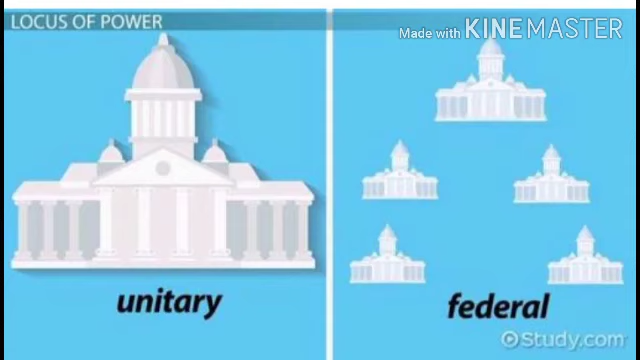 LOCUS OF POWER
Made with KINEMASTER
unitary
federal
Study.com